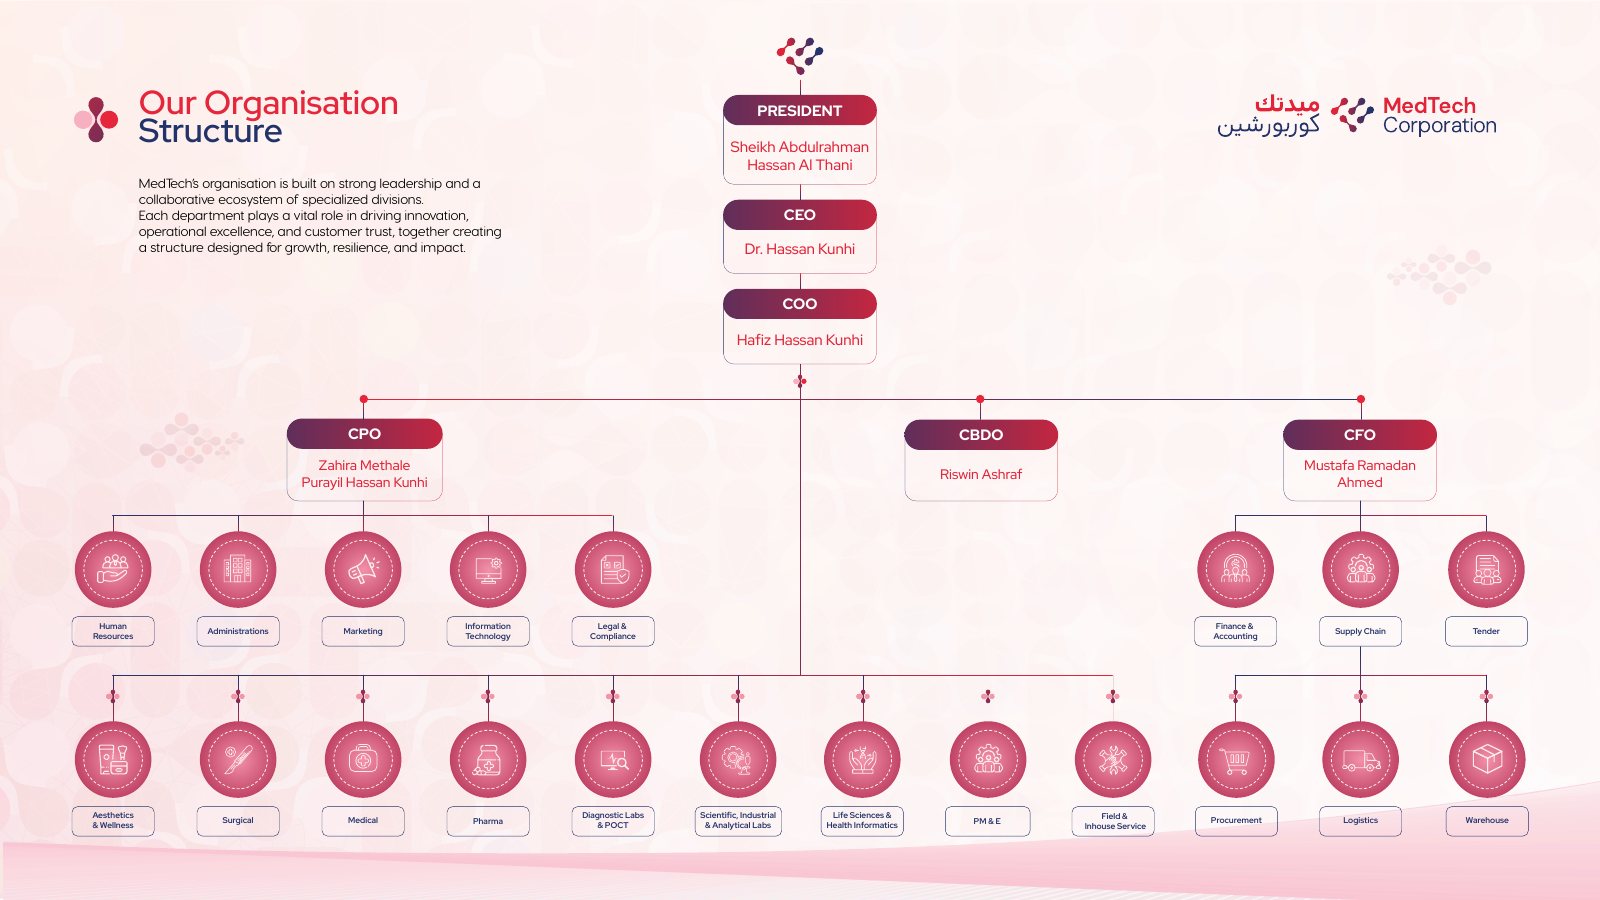 Our Organisation
Structure
MedTech's organisation is built on strong leadership and a
collaborative ecosystem of specialized divisions.
Each department plays a vital role in driving innovation,
operational excellence, and customer trust, together creating
a structure designed for growth, resilience, and impact.
ميدتك
كوربورشين
MedTech
Corporation
PRESIDENT
Sheikh Abdulrahman
Hassan Al Thani
CEO
Dr. Hassan Kunhi
COO
Hafiz Hassan Kunhi
CPO
Zahira Methale
Purayil Hassan Kunhi
CBDO
Riswin Ashraf
CFO
Mustafa Ramadan
Ahmed
Human
Resources
Administrations
Marketing
Information
Technology
Legal &
Compliance
Finance &
Accounting
Supply Chain
Tender
Aesthetics
& Wellness
Surgical
Medical
Pharma
Diagnostic Labs
& POCT
Scientific, Industrial
& Analytical Labs
Life Sciences &
Health Informatics
PM & E
Field &
Inhouse Service
Procurement
Logistics
Warehouse